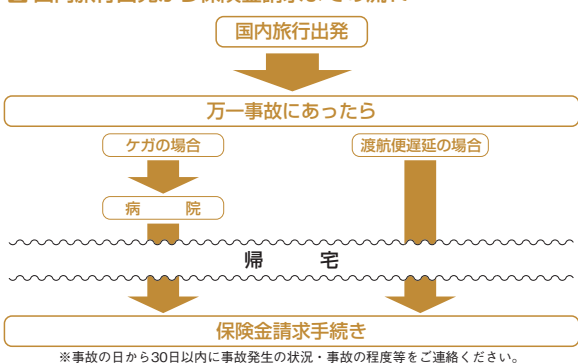 国内旅行出発
万一事故にあったら
ケガの場合
渡航便遅延の場合
病 院
帰 宅
保険金請求手続き
※事故の日から30日以内に事故発生の状況・事故の程度等をご連絡ください。